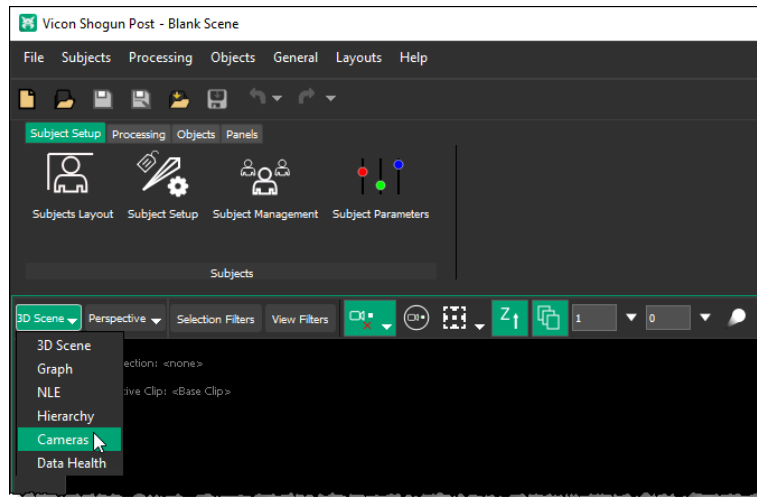 Vicon Shogun Post - Blank Scene
File Subjects Processing Objects General Layouts Help
Subject Setup Processing Objects Panels
Subjects Layout Subject Setup Subject Management Subject Parameters
Subjects
3D Scene Perspective Selection Filters View Filters Z 1 0
3D Scene
ection: <none>
Graph
tive Clip: <Base Clip>
NLE
Hierarchy
Cameras
Data Health